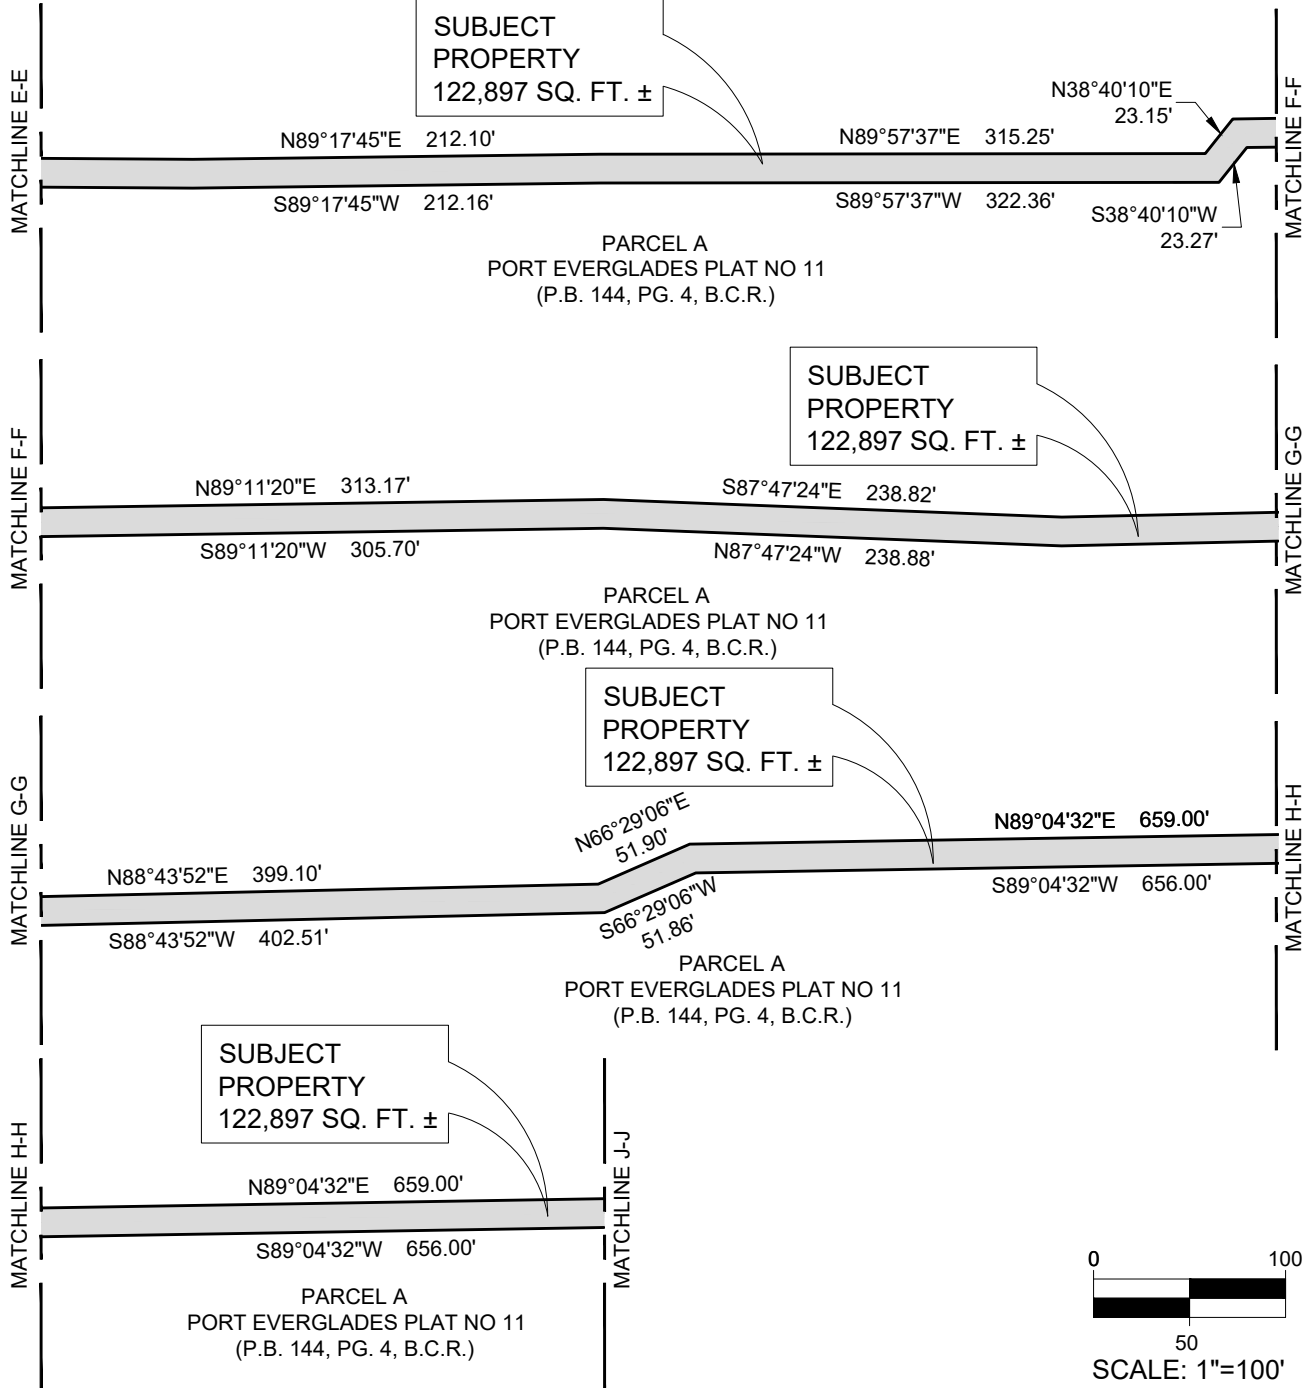 SUBJECT
PROPERTY
122,897 SQ. FT. ±
MATCHLINE E-E
N89°17'45"E 212.10'
N89°57'37"E 315.25'
N38°40'10"E
23.15'
MATCHLINE F-F
S89°17'45"W 212.16'
S89°57'37"W 322.36'
S38°40'10"W
23.27'
PARCEL A
PORT EVERGLADES PLAT NO 11
(P.B. 144, PG. 4, B.C.R.)
SUBJECT
PROPERTY
122,897 SQ. FT. ±
MATCHLINE F-F
N89°11'20"E 313.17'
S87°47'24"E 238.82'
MATCHLINE G-G
S89°11'20"W 305.70'
N87°47'24"W 238.88'
PARCEL A
PORT EVERGLADES PLAT NO 11
(P.B. 144, PG. 4, B.C.R.)
SUBJECT
PROPERTY
122,897 SQ. FT. ±
MATCHLINE G-G
N88°43'52"E 399.10'
N66°29'06"E
51.90'
N89°04'32"E 659.00'
MATCHLINE H-H
S88°43'52"W 402.51'
S66°29'06"W
51.86'
S89°04'32"W 656.00'
PARCEL A
PORT EVERGLADES PLAT NO 11
(P.B. 144, PG. 4, B.C.R.)
SUBJECT
PROPERTY
122,897 SQ. FT. ±
MATCHLINE H-H
N89°04'32"E 659.00'
MATCHLINE J-J
S89°04'32"W 656.00'
PARCEL A
PORT EVERGLADES PLAT NO 11
(P.B. 144, PG. 4, B.C.R.)
0 100
50
SCALE: 1"=100'